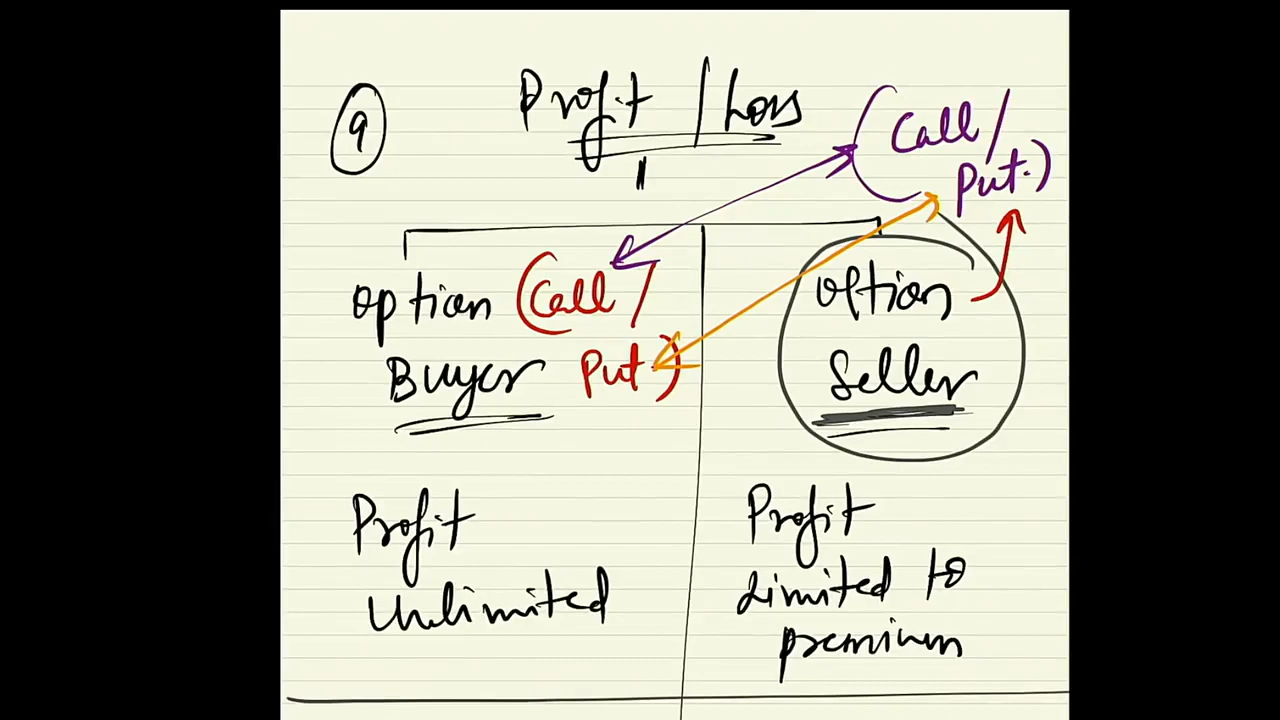 9
Profit / Loss
(Call /
Put.)
option (Call /
Buyer Put.)
option
Seller
Profit
Unlimited
Profit
Limited to
premium